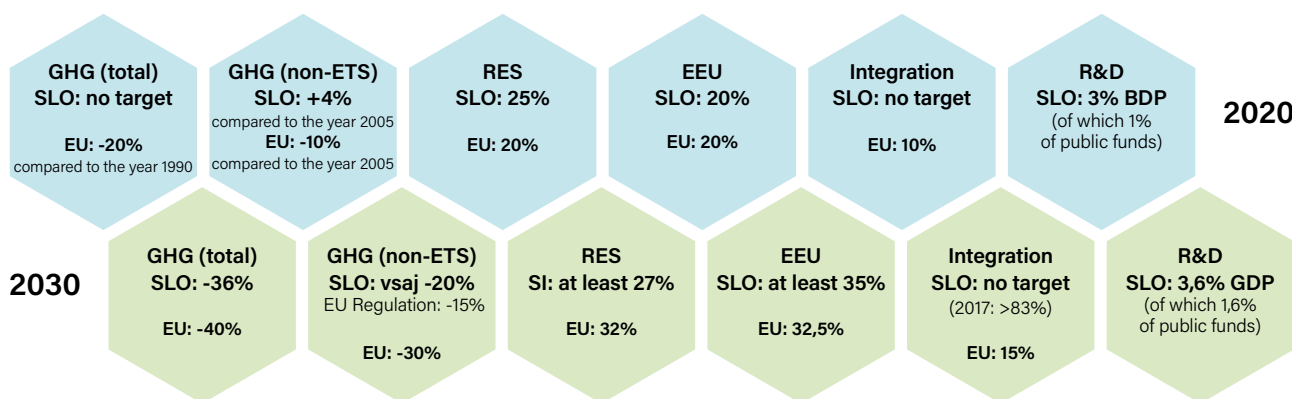 GHG (total)
SLO: no target
EU: -20%
compared to the year 1990
GHG (non-ETS)
SLO: +4%
compared to the year 2005
EU: -10%
compared to the year 2005
RES
SLO: 25%
EU: 20%
EEU
SLO: 20%
EU: 20%
Integration
SLO: no target
EU: 10%
R&D
SLO: 3% BDP
(of which 1%
of public funds)
2020
2030
GHG (total)
SLO: -36%
EU: -40%
GHG (non-ETS)
SLO: vsaj -20%
EU Regulation: -15%
EU: -30%
RES
SI: at least 27%
EU: 32%
EEU
SLO: at least 35%
EU: 32,5%
Integration
SLO: no target
(2017: >83%)
EU: 15%
R&D
SLO: 3,6% GDP
(of which 1,6%
of public funds)